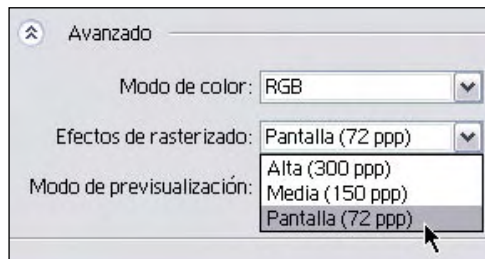 Avanzado
Modo de color: RGB
Efectos de rasterizado: Pantalla (72 ppp)
Alta (300 ppp)
Modo de previsualización: Media (150 ppp)
Pantalla (72 ppp)